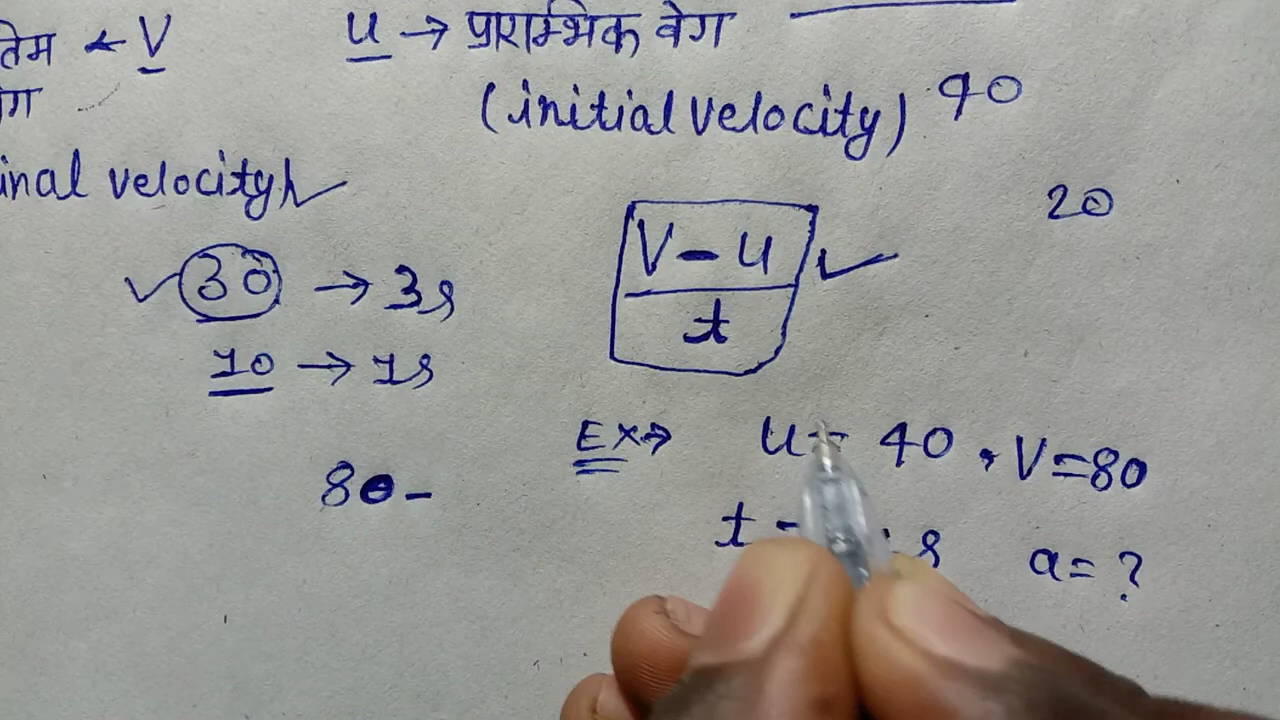 तिम ← V
u → प्रारम्भिक वेग
(initial velocity) 40
inal velocity)
20
V - u
t
30 → 3s
10 → 1s
Ex→ u = 40, V=80
80-
t = s a = ?